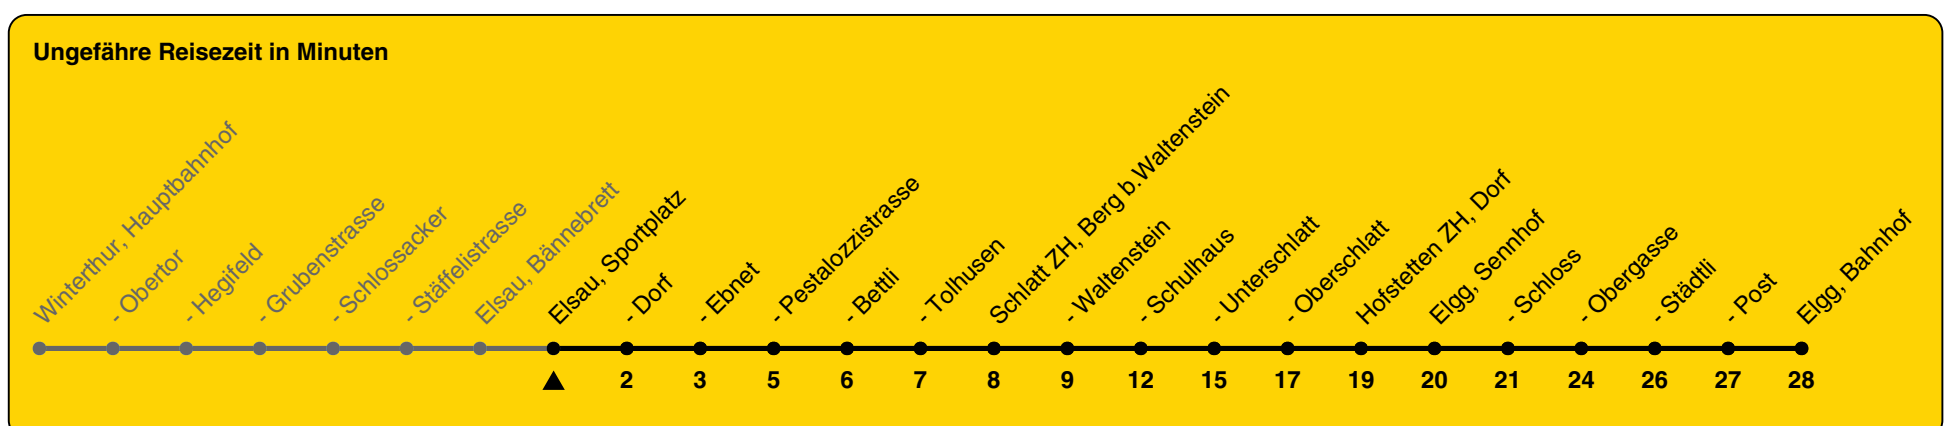 Ungefähre Reisezeit in Minuten
Winterthur, Hauptbahnhof
- Obertor
- Hegifeld
- Grubenstrasse
- Schlossacker
- Stäffelistrasse
Elsau, Bännebrett
Elsau, Sportplatz
- Dorf
- Ebnet
- Pestalozzistrasse
- Bettli
- Tolhusen
Schlatt ZH, Berg b.Waltenstein
- Waltenstein
- Schulhaus
- Unterschlatt
- Oberschlatt
Hofstetten ZH, Dorf
Elgg, Sennhof
- Schloss
- Obergasse
- Städtli
- Post
Elgg, Bahnhof
2 3 5 6 7 8 9 12 15 17 19 20 21 24 26 27 28